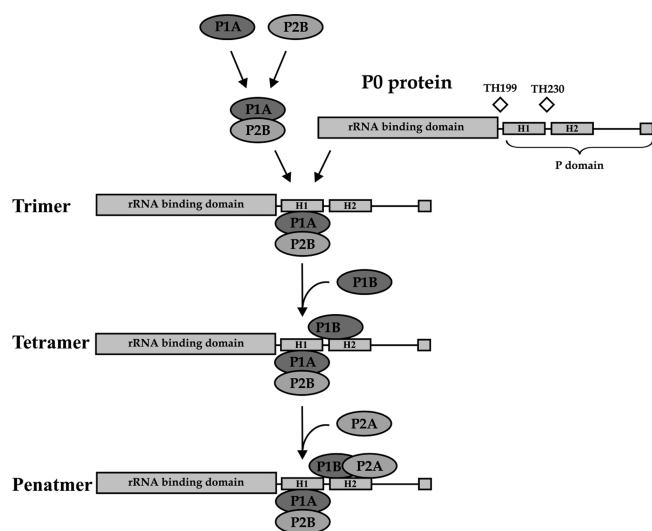 P1A
P2B
P0 protein
TH199
TH230
P1A
P2B
rRNA binding domain
H1
H2
P domain
Trimer
rRNA binding domain
H1
H2
P1A
P2B
P1B
P1B
Tetramer
rRNA binding domain
H1
H2
P1A
P2B
P2A
P1B
P2A
Penatmer
rRNA binding domain
H1
H2
P1A
P2B